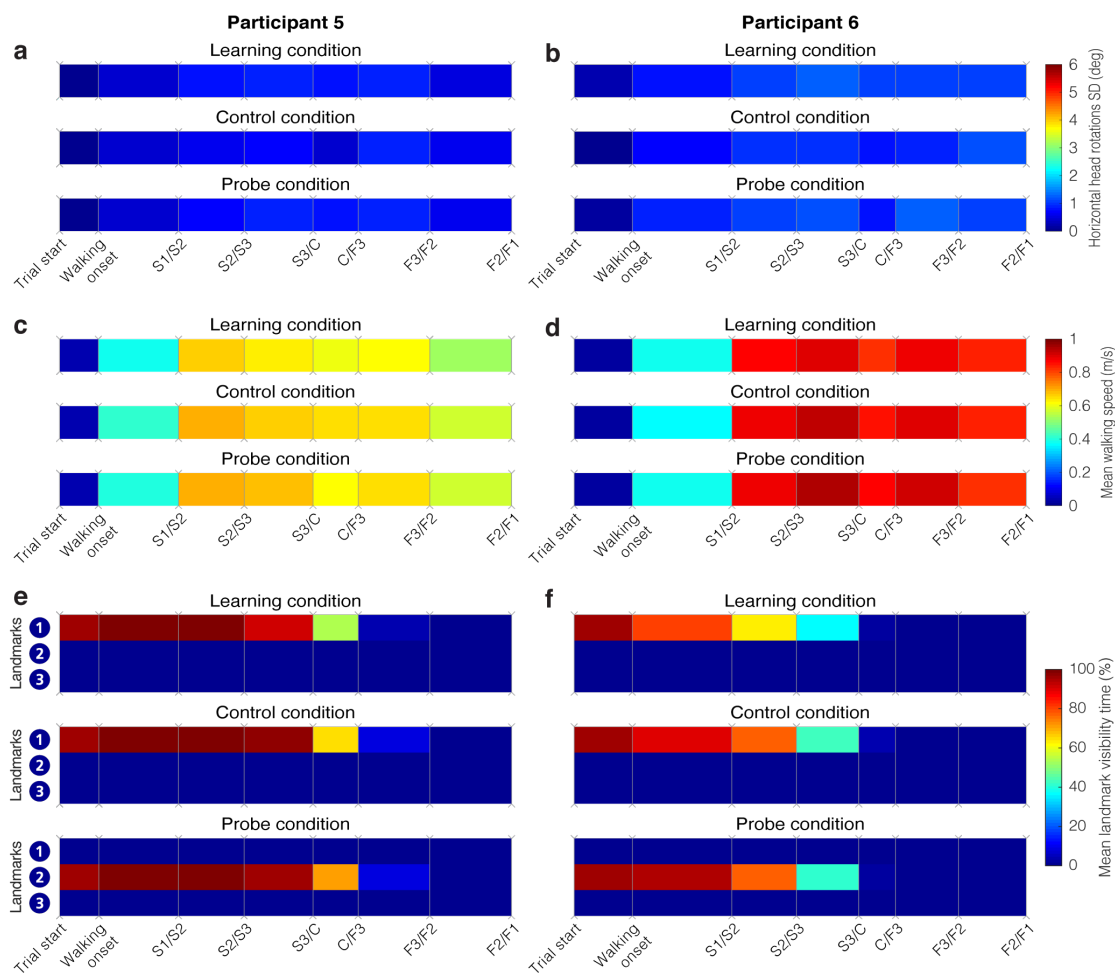 Participant 5
Participant 6
a
Learning condition
Control condition
Probe condition
Trial start
Walking
onset
S1/S2
S2/S3
S3/C
C/F3
F3/F2
F2/F1
b
Learning condition
Control condition
Probe condition
Trial start
Walking
onset
S1/S2
S2/S3
S3/C
C/F3
F3/F2
F2/F1
6
5
4
3
2
1
0
Horizontal head rotations SD (deg)
c
Learning condition
Control condition
Probe condition
Trial start
Walking
onset
S1/S2
S2/S3
S3/C
C/F3
F3/F2
F2/F1
d
Learning condition
Control condition
Probe condition
Trial start
Walking
onset
S1/S2
S2/S3
S3/C
C/F3
F3/F2
F2/F1
1
0.8
0.6
0.4
0.2
0
Mean walking speed (m/s)
e
Learning condition
Landmarks
1
2
3
Control condition
Landmarks
1
2
3
Probe condition
Landmarks
1
2
3
Trial start
Walking
onset
S1/S2
S2/S3
S3/C
C/F3
F3/F2
F2/F1
f
Learning condition
Control condition
Probe condition
Trial start
Walking
onset
S1/S2
S2/S3
S3/C
C/F3
F3/F2
F2/F1
100
80
60
40
20
0
Mean landmark visibility time (%)